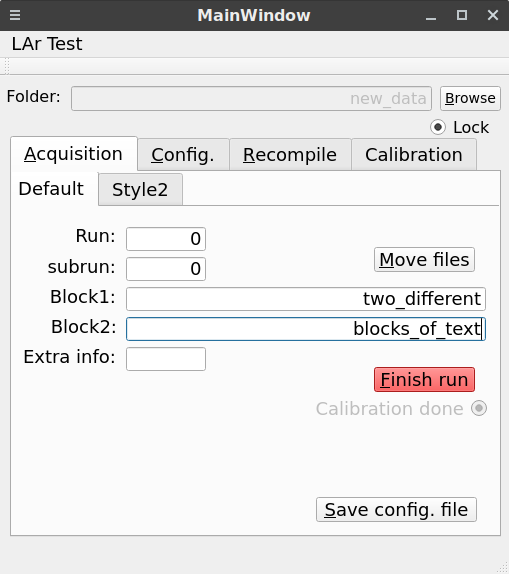 MainWindow
LAr Test
Folder: new_data Browse
Lock
Acquisition Config. Recompile Calibration
Default Style2
Run: 0
subrun: 0
Move files
Block1: two_different
Block2: blocks_of_text
Extra info:
Finish run
Calibration done
Save config. file